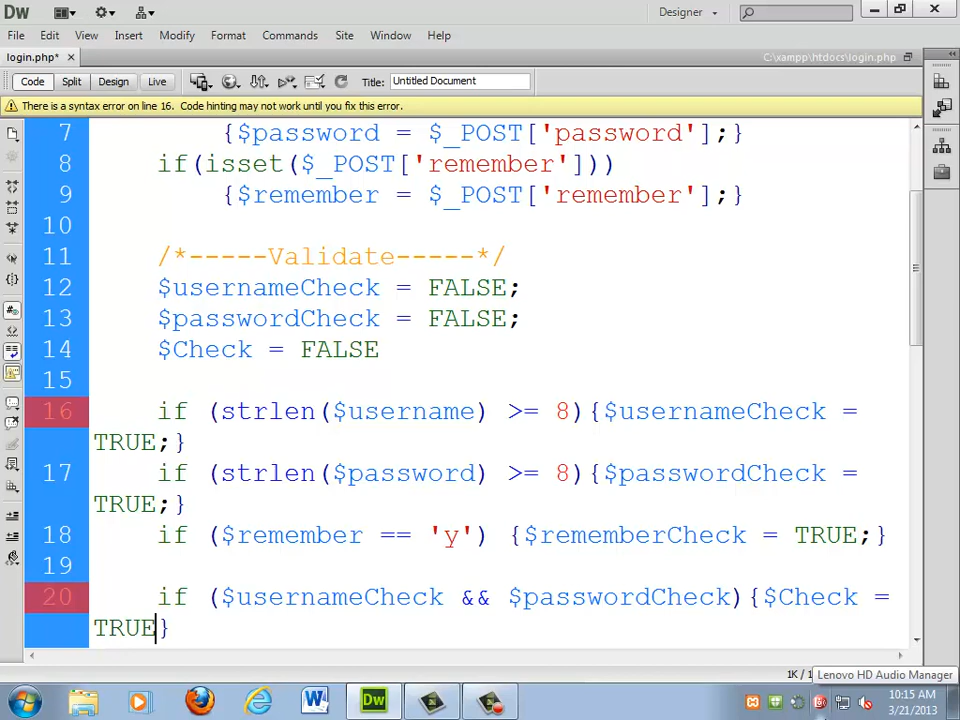 Dw
Designer
File Edit View Insert Modify Format Commands Site Window Help
login.php* × C:\xampp\htdocs\login.php
Code Split Design Live Title: Untitled Document
There is a syntax error on line 16. Code hinting may not work until you fix this error.
7 {$password = $_POST['password'];}
8 if(isset($_POST['remember']))
9 {$remember = $_POST['remember'];}
10
11 /*-----Validate-----*/
12 $usernameCheck = FALSE;
13 $passwordCheck = FALSE;
14 $Check = FALSE
15
16 if (strlen($username) >= 8){$usernameCheck =
TRUE;}
17 if (strlen($password) >= 8){$passwordCheck =
TRUE;}
18 if ($remember == 'y') {$rememberCheck = TRUE;}
19
20 if ($usernameCheck && $passwordCheck){$Check =
TRUE}
1K / 1
Lenovo HD Audio Manager
W Dw
10:15 AM
3/21/2013